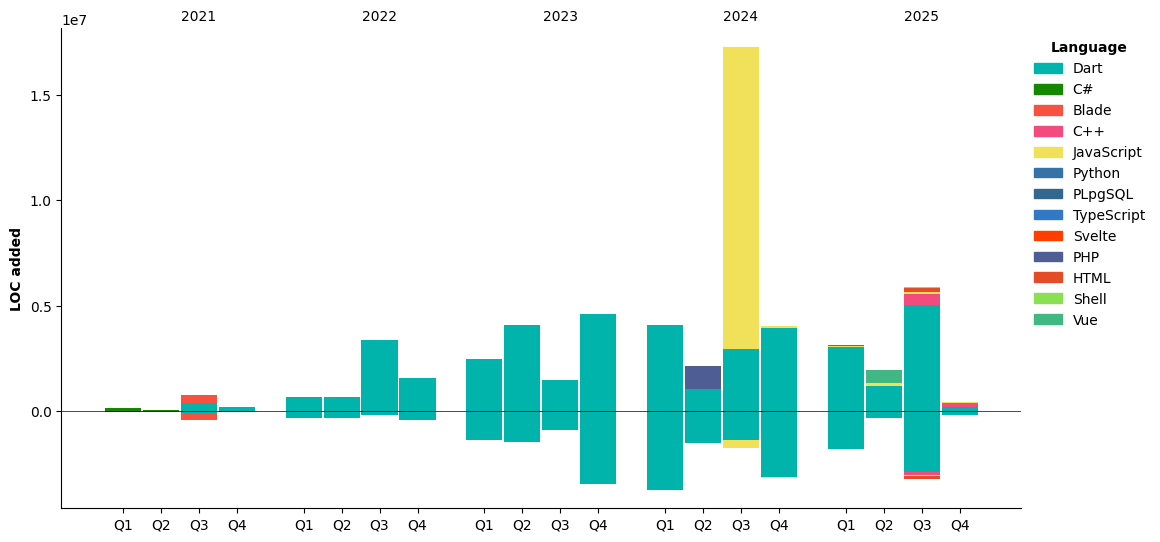 1e7
2021 2022 2023 2024 2025
LOC added
1.5
1.0
0.5
0.0
Q1 Q2 Q3 Q4 Q1 Q2 Q3 Q4 Q1 Q2 Q3 Q4 Q1 Q2 Q3 Q4 Q1 Q2 Q3 Q4
Language
Dart
C#
Blade
C++
JavaScript
Python
PLpgSQL
TypeScript
Svelte
PHP
HTML
Shell
Vue